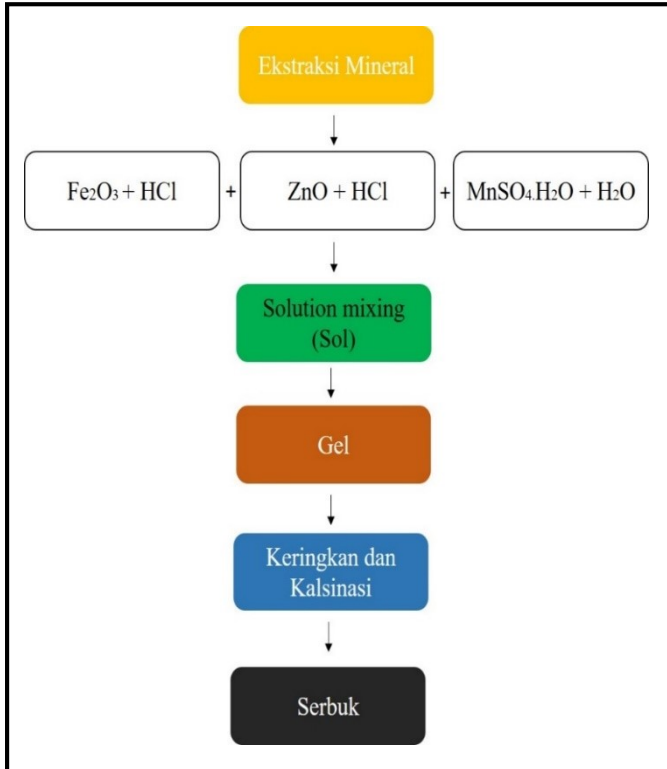 Ekstraksi Mineral
Fe₂O₃ + HCl + ZnO + HCl + MnSO₄.H₂O + H₂O
Solution mixing
(Sol)
Gel
Keringkan dan
Kalsinasi
Serbuk